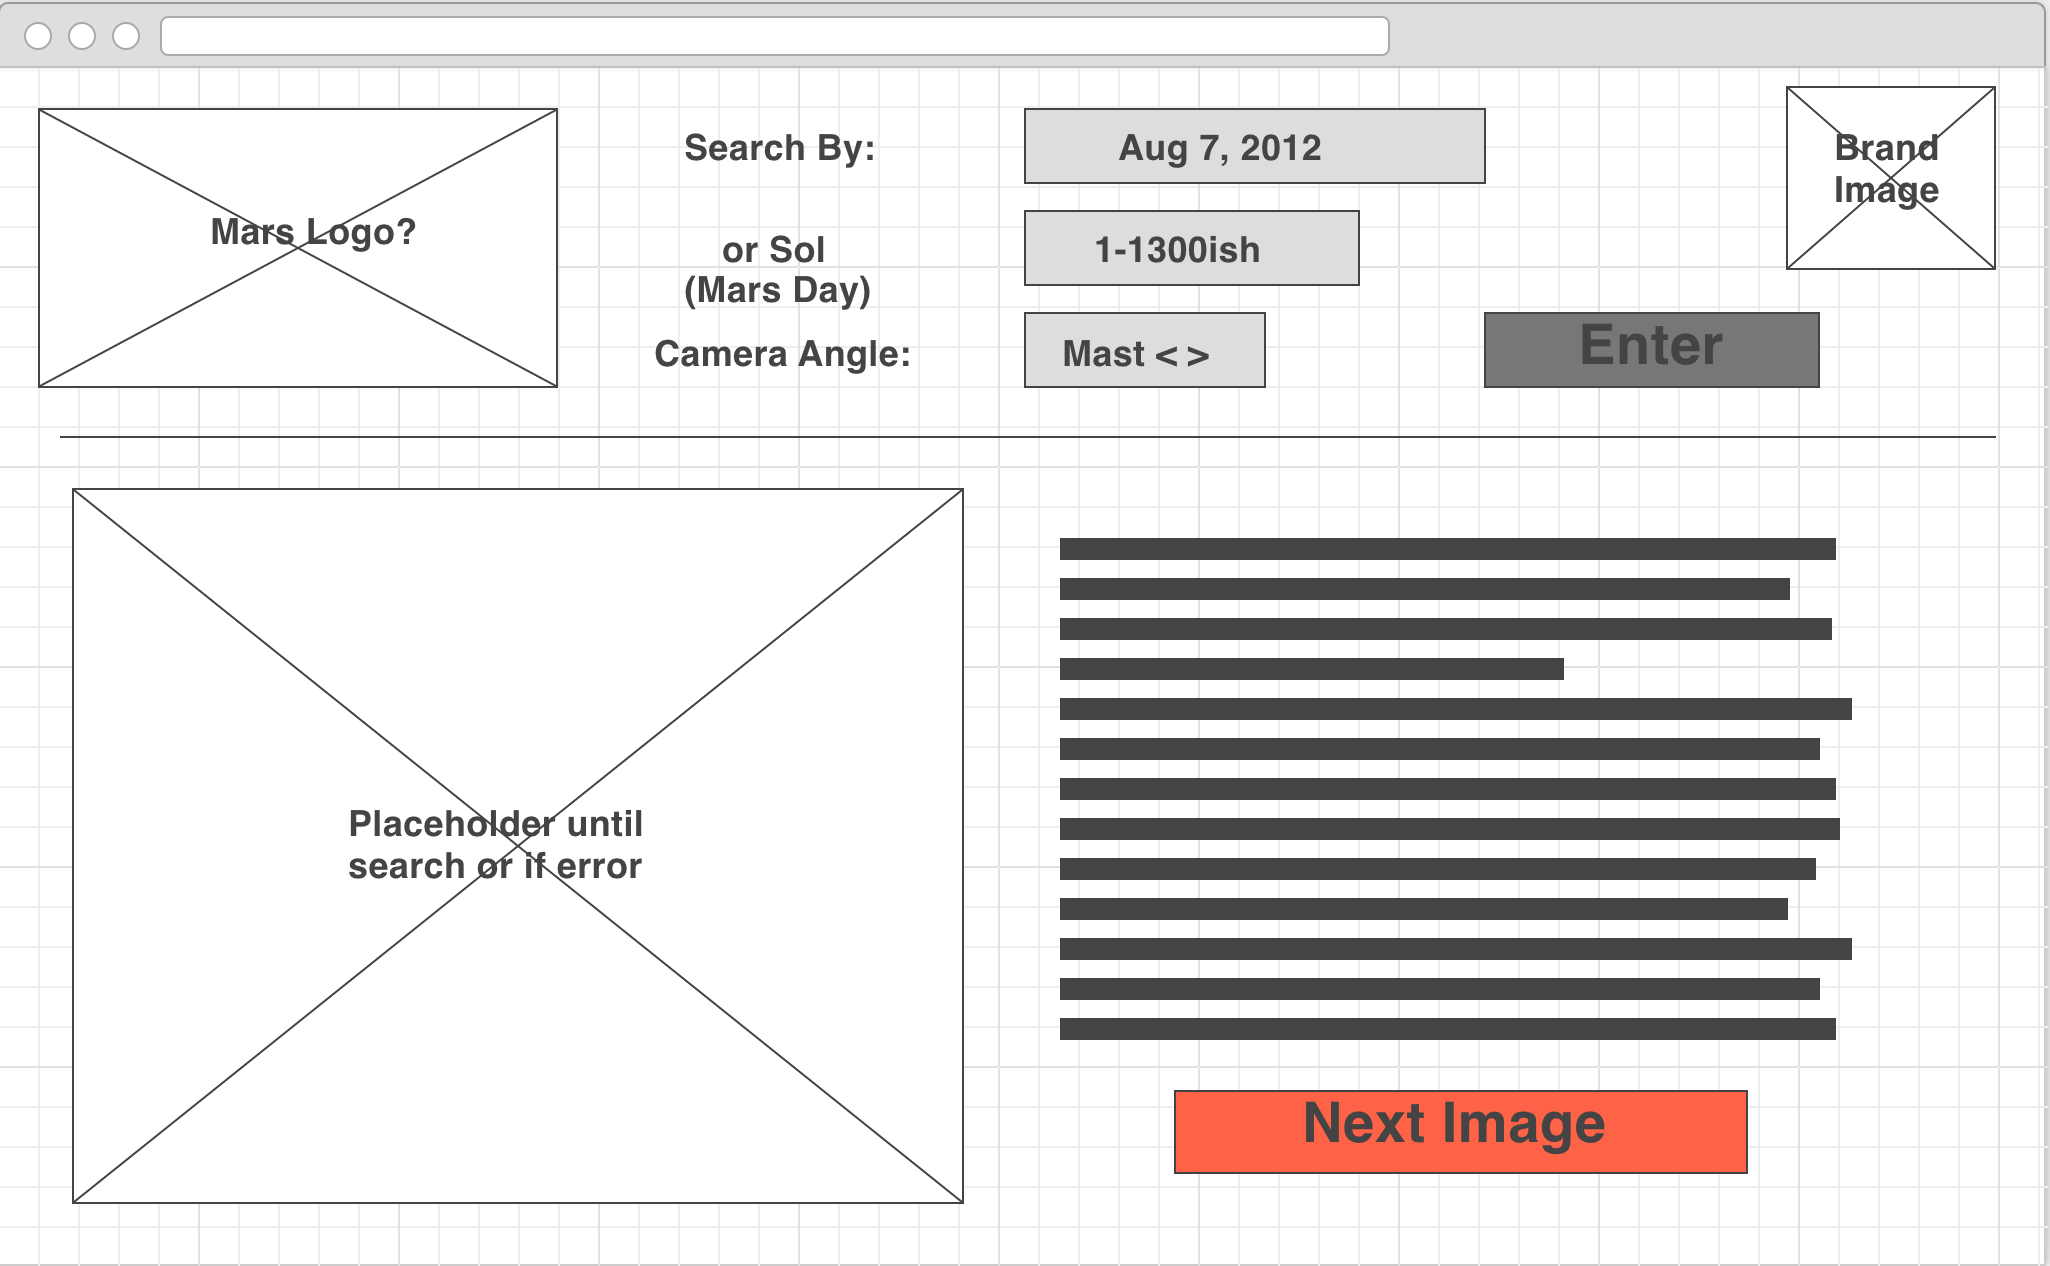 Mars Logo?
Search By:
Aug 7, 2012
or Sol
(Mars Day)
1-1300ish
Camera Angle:
Mast < >
Enter
Brand
Image
Placeholder until
search or if error
Next Image